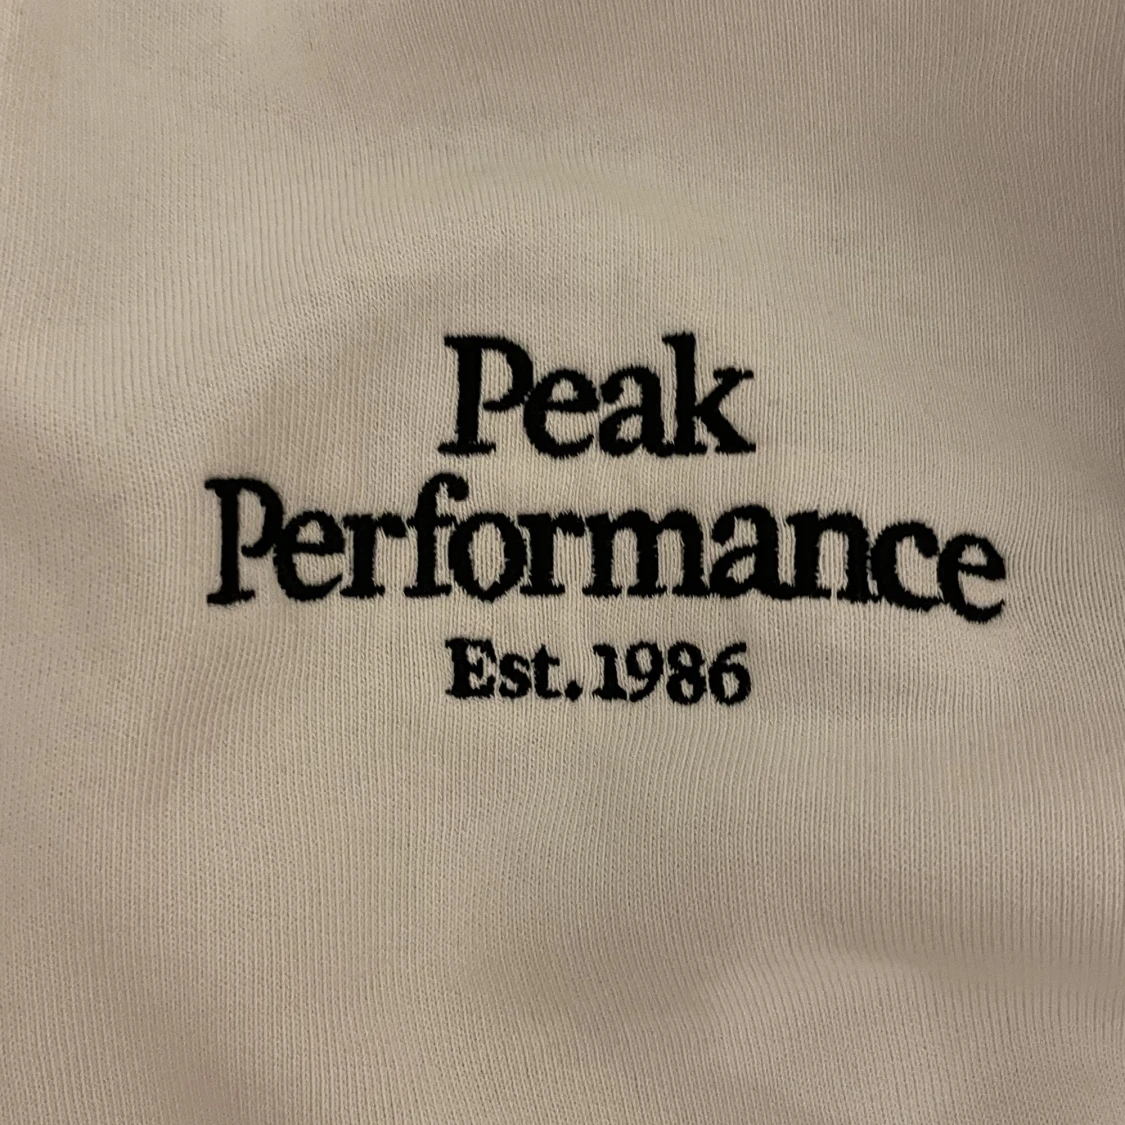 Peak
Performance
Est. 1986